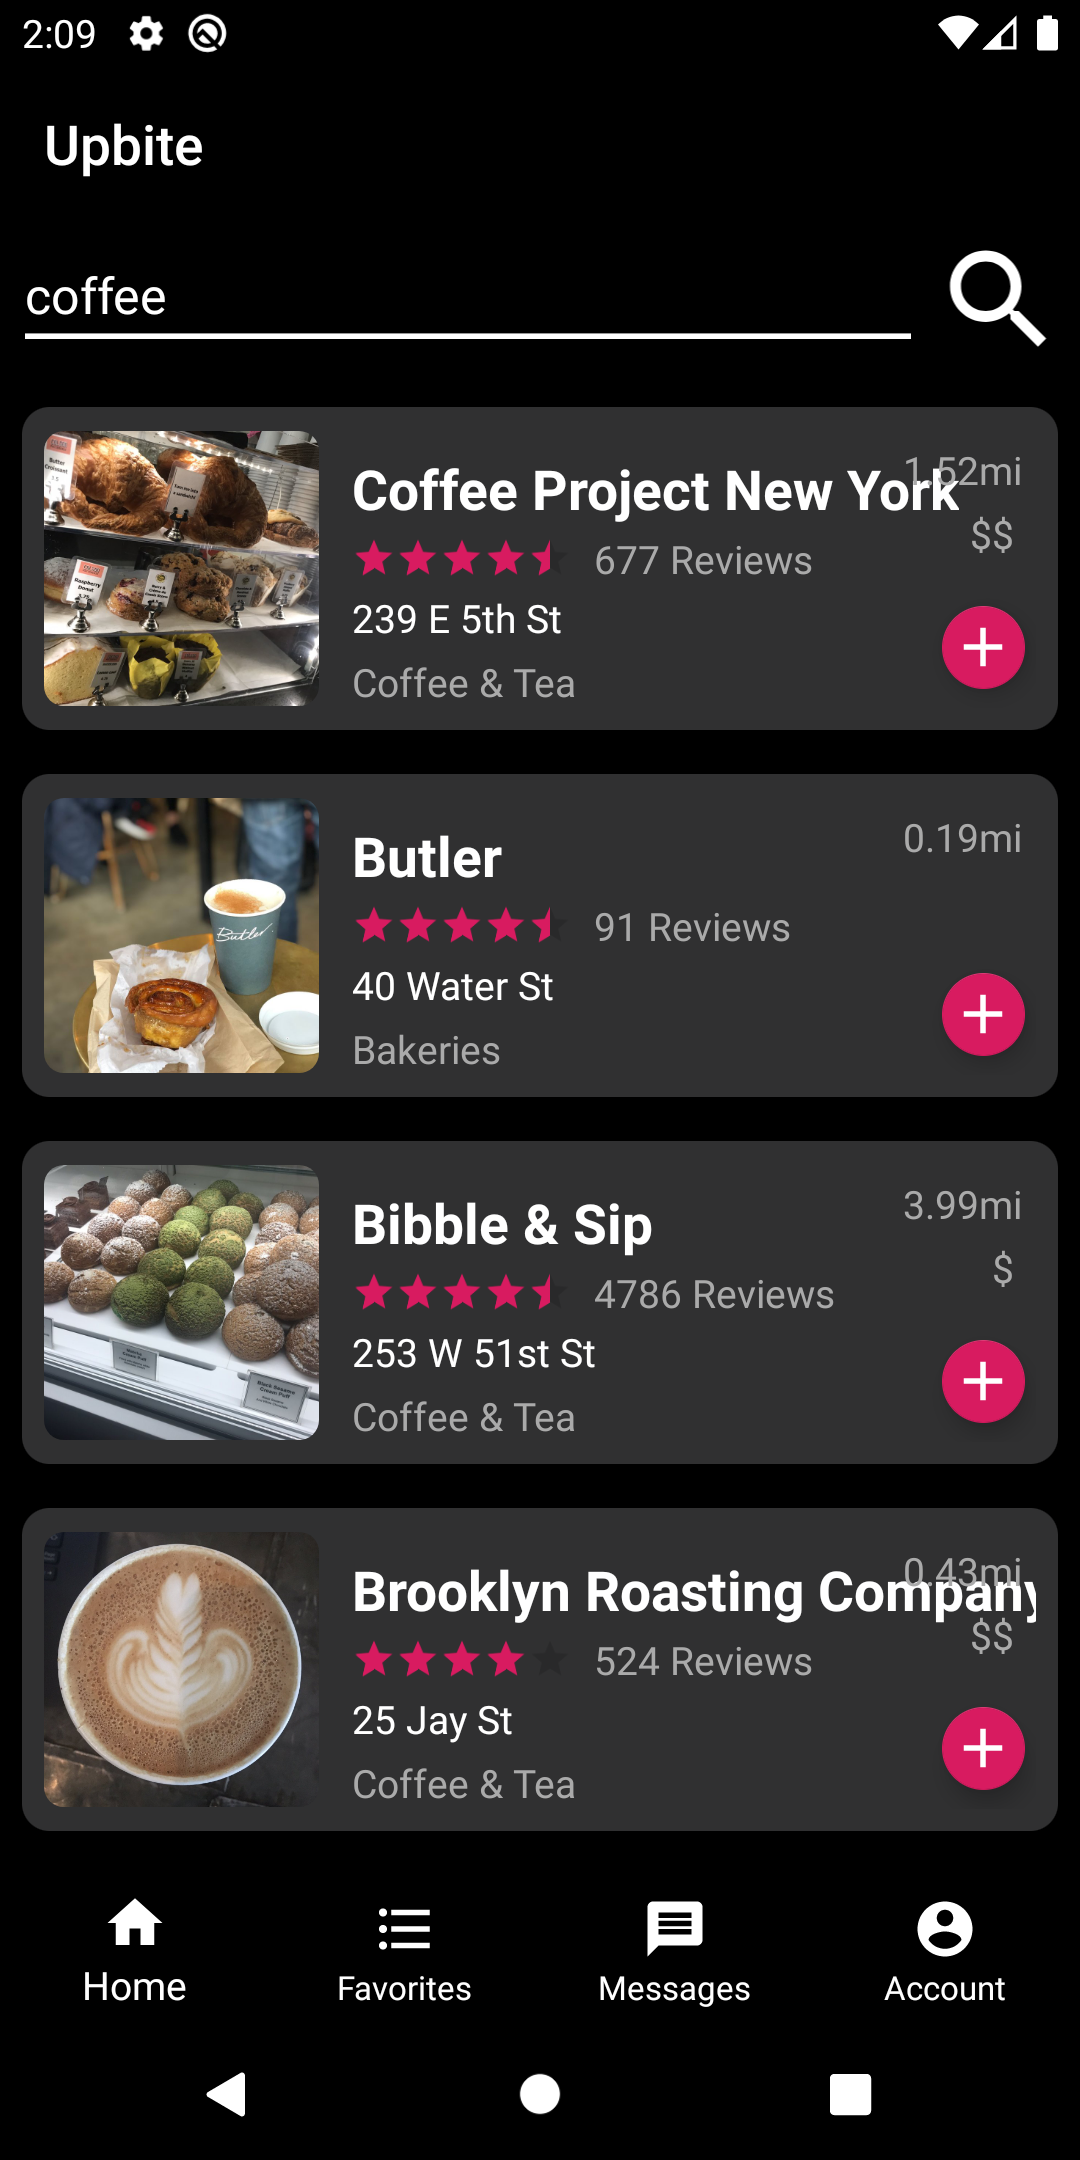 2:09
Upbite
coffee
Coffee Project New York
1.52mi
$$
677 Reviews
239 E 5th St
Coffee & Tea
Butler
0.19mi
91 Reviews
40 Water St
Bakeries
Butler
Bibble & Sip
3.99mi
$
4786 Reviews
253 W 51st St
Coffee & Tea
Brooklyn Roasting Company
0.43mi
$$
524 Reviews
25 Jay St
Coffee & Tea
Home
Favorites
Messages
Account